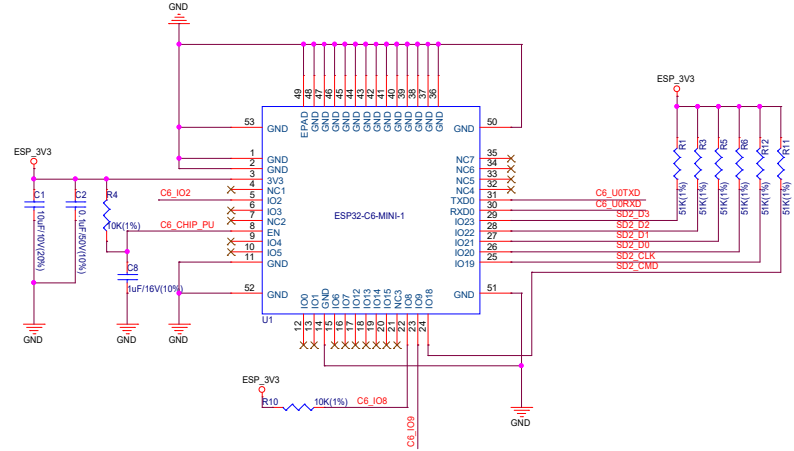 GND
49 48 47 46 45 44 43 42 41 40 39 38 37 36
EPAD GND GND GND GND GND GND GND GND GND GND GND GND GND
ESP_3V3
R1 R3 R5 R6 R12 R11
51K(1%) 51K(1%) 51K(1%) 51K(1%) 51K(1%) 51K(1%)
53 GND
GND 50
ESP_3V3
1 GND
2 GND
3 3V3
4 NC1
C6_IO2 5 IO2
6 IO3
7 NC2
C6_CHIP_PU 8 EN
9 IO4
10 IO5
11 GND
52 GND
NC7 35
NC6 34
NC5 33
NC4 32
TXD0 31 C6_U0TXD
RXD0 30 C6_U0RXD
IO23 29 SD2_D3
IO22 28 SD2_D2
IO21 27 SD2_D1
IO20 26 SD2_D0
IO19 25 SD2_CLK
SD2_CMD
GND 51
ESP32-C6-MINI-1
C1
10uF/10V(20%)
C2
0.1uF/50V(10%)
R4
10K(1%)
C8
1uF/16V(10%)
GND
GND
GND
U1
IO0 IO1 GND IO6 IO7 IO12 IO13 IO14 IO15 NC3 IO8 IO9 IO18
12 13 14 15 16 17 18 19 20 21 22 23 24
ESP_3V3
R10 10K(1%) C6_IO8
C6_IO9
GND